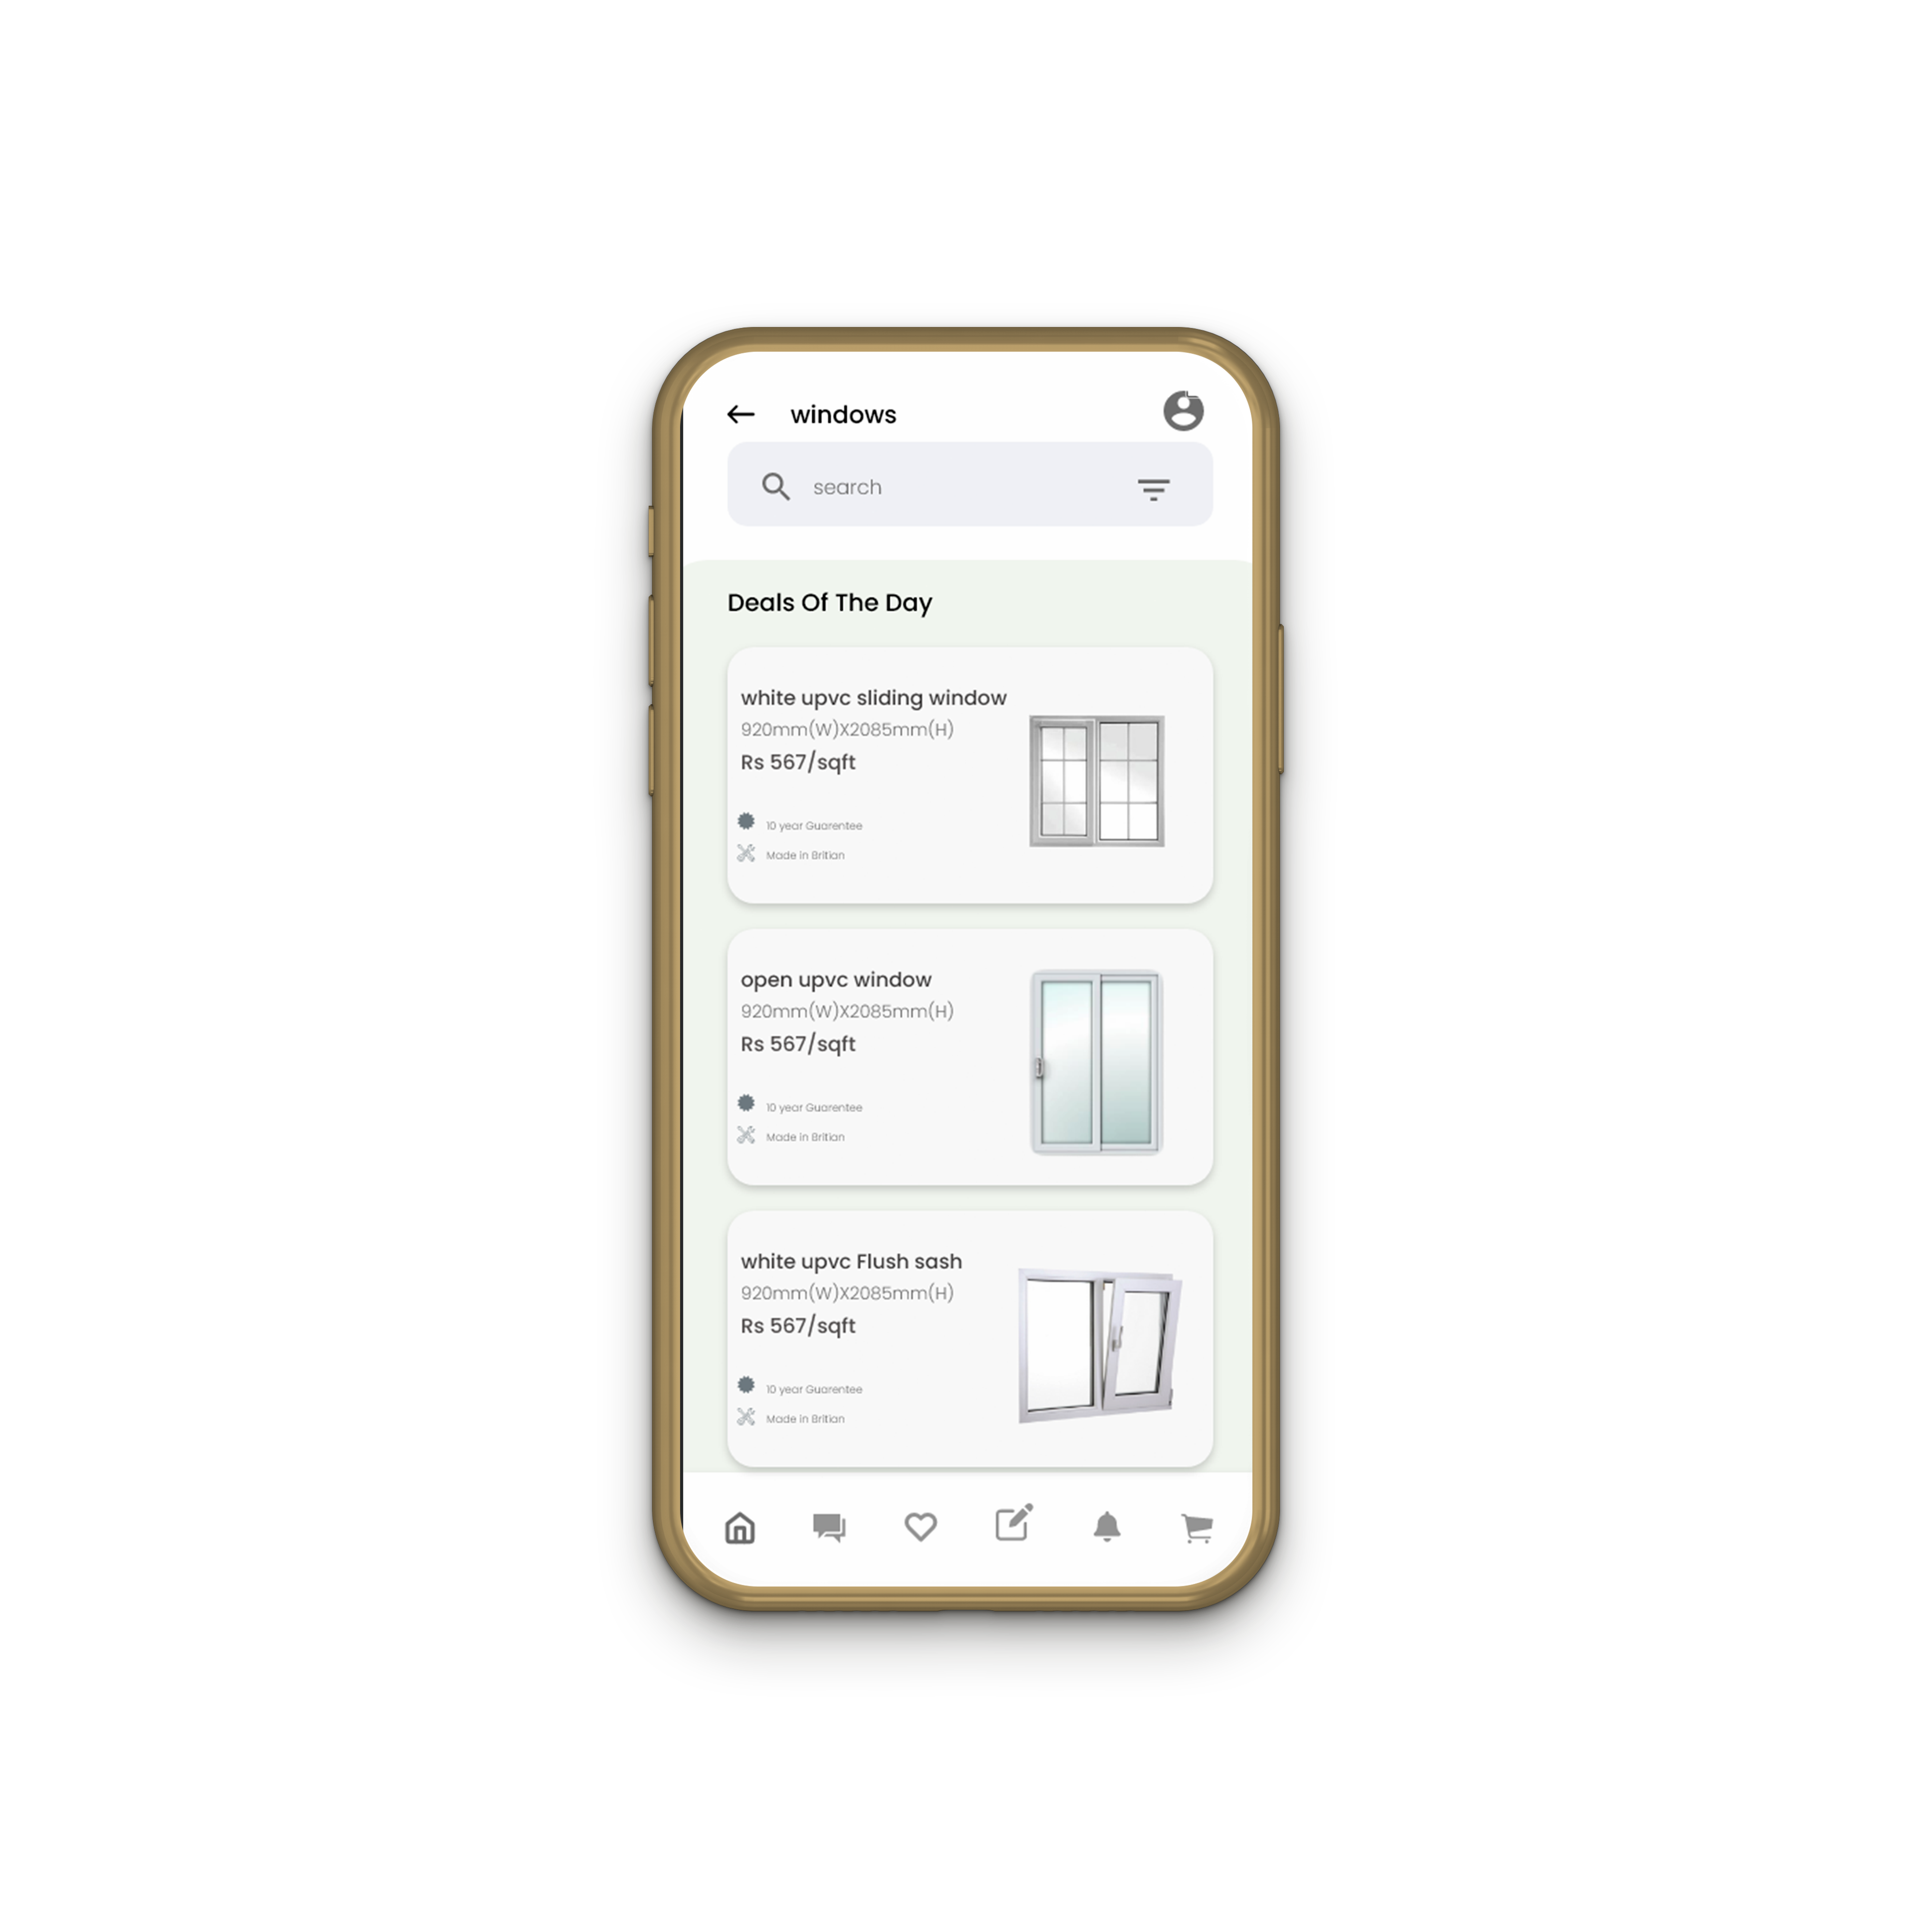 windows
search
Deals Of The Day
white upvc sliding window
920mm(W)X2085mm(H)
Rs 567/sqft
10 year Guarentee
Made in Britian
open upvc window
920mm(W)X2085mm(H)
Rs 567/sqft
10 year Guarentee
Made in Britian
white upvc Flush sash
920mm(W)X2085mm(H)
Rs 567/sqft
10 year Guarentee
Made in Britian